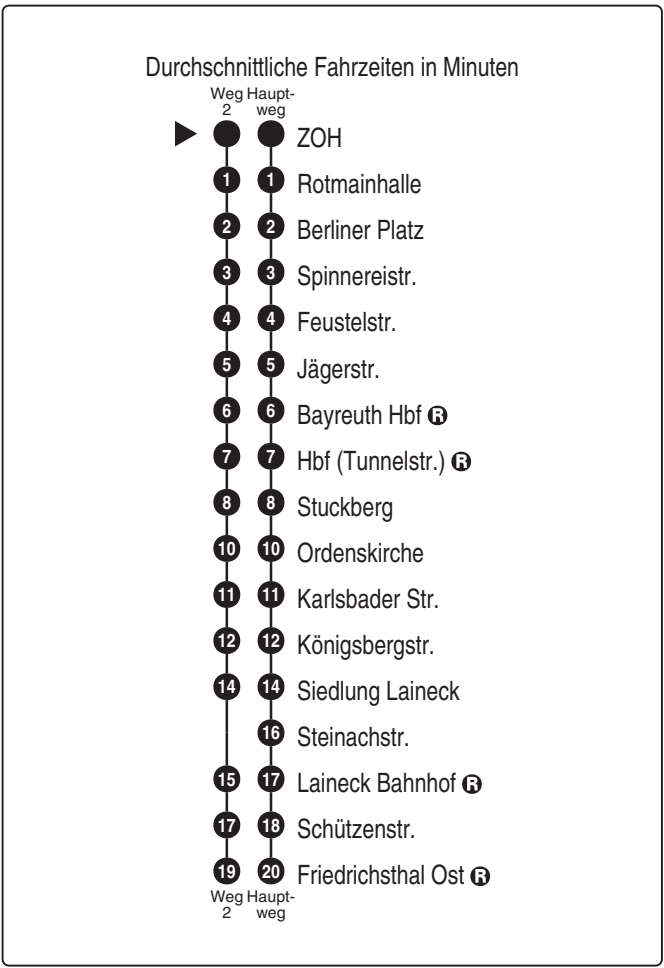 Durchschnittliche Fahrzeiten in Minuten
Weg Haupt-
2 weg
ZOH
1 1 Rotmainhalle
2 2 Berliner Platz
3 3 Spinnereistr.
4 4 Feustelstr.
5 5 Jägerstr.
6 6 Bayreuth Hbf R
7 7 Hbf (Tunnelstr.) R
8 8 Stuckberg
10 10 Ordenskirche
11 11 Karlsbader Str.
12 12 Königsbergstr.
14 14 Siedlung Laineck
16 Steinachstr.
15 17 Laineck Bahnhof R
17 18 Schützenstr.
19 20 Friedrichsthal Ost R
Weg Haupt-
2 weg